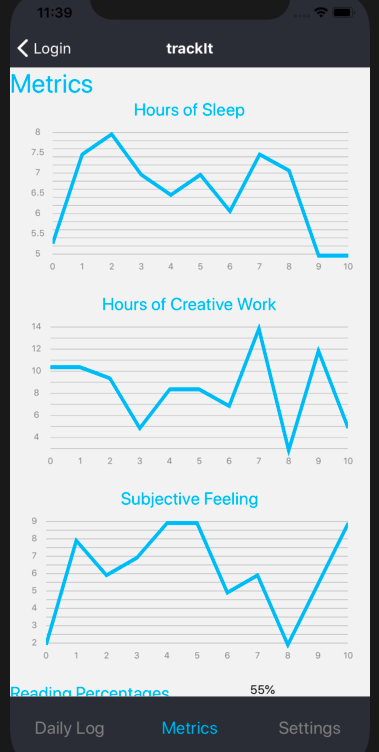 11:39
Login
trackIt
Metrics
Hours of Sleep
8
7.5
7
6.5
6
5.5
5
0 1 2 3 4 5 6 7 8 9 10
Hours of Creative Work
14
12
10
8
6
4
0 1 2 3 4 5 6 7 8 9 10
Subjective Feeling
9
8
7
6
5
4
3
2
0 1 2 3 4 5 6 7 8 9 10
Reading Percentages
55%
Daily Log Metrics Settings